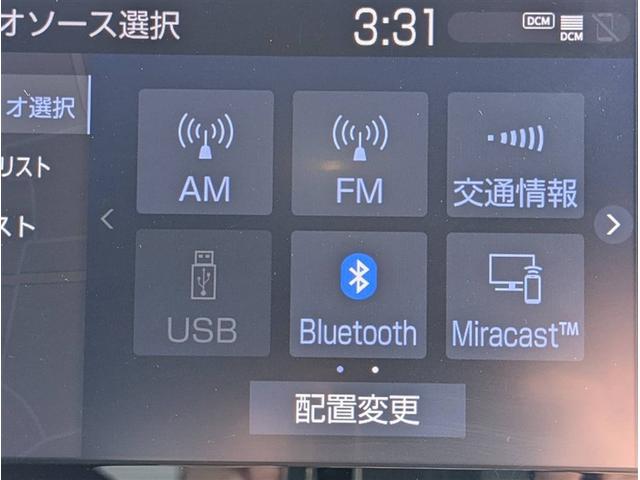 オソース選択
3:31
DCM
DCM
オ選択
リスト
スト
AM
FM
交通情報
USB
Bluetooth
Miracast™
配置変更